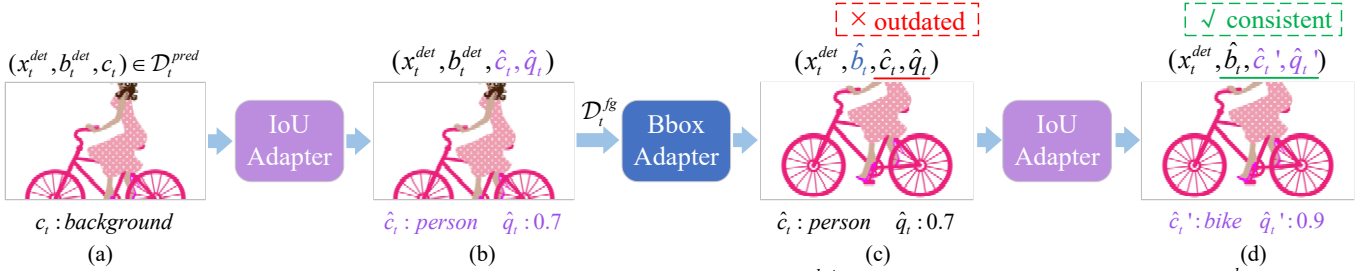 × outdated
√ consistent
(x_t^{det}, b_t^{det}, c_t) ∈ 𝒟_t^{pred}
(x_t^{det}, b_t^{det}, ĉ_t, q̂_t)
(x_t^{det}, b̂_t, ĉ_t, q̂_t)
(x_t^{det}, b̂_t, ĉ_t', q̂_t')
IoU
Adapter
𝒟_t^{fg}
Bbox
Adapter
IoU
Adapter
c_t : background
ĉ_t : person q̂_t : 0.7
ĉ_t : person q̂_t : 0.7
ĉ_t' : bike q̂_t' : 0.9
(a)
(b)
(c)
(d)